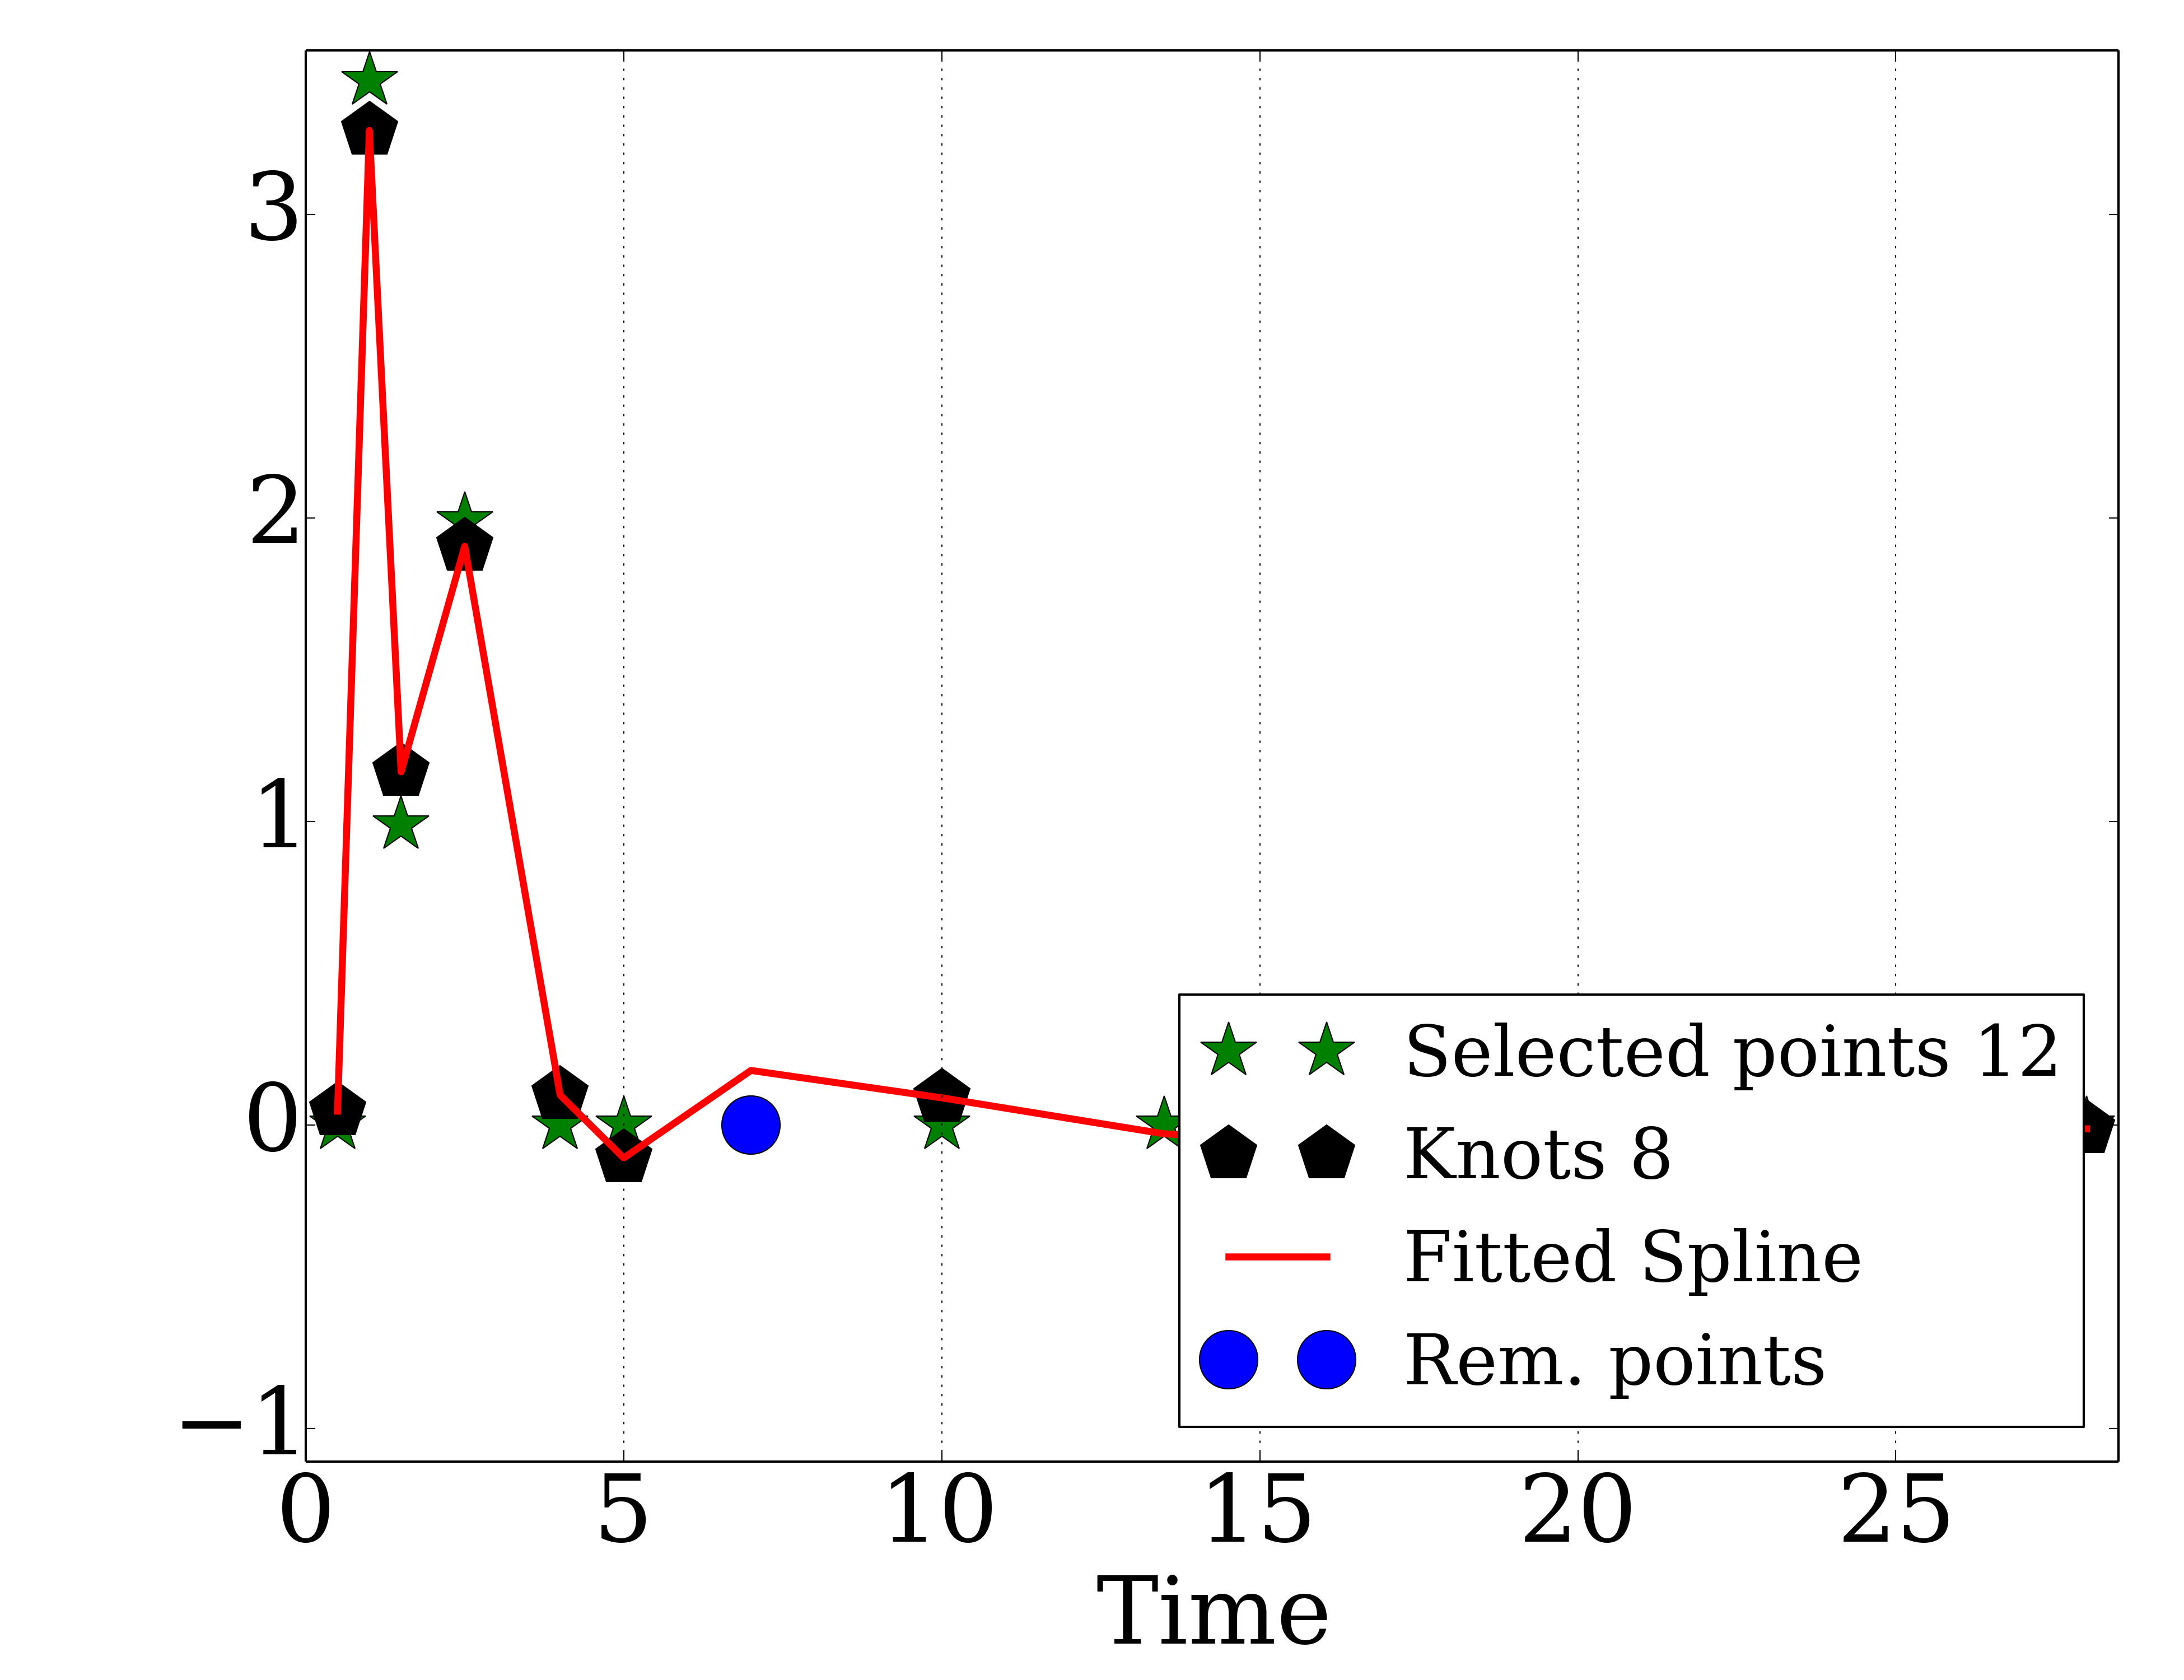 3
2
1
0
−1
0 5 10 15 20 25
Time
Selected points 12
Knots 8
Fitted Spline
Rem. points